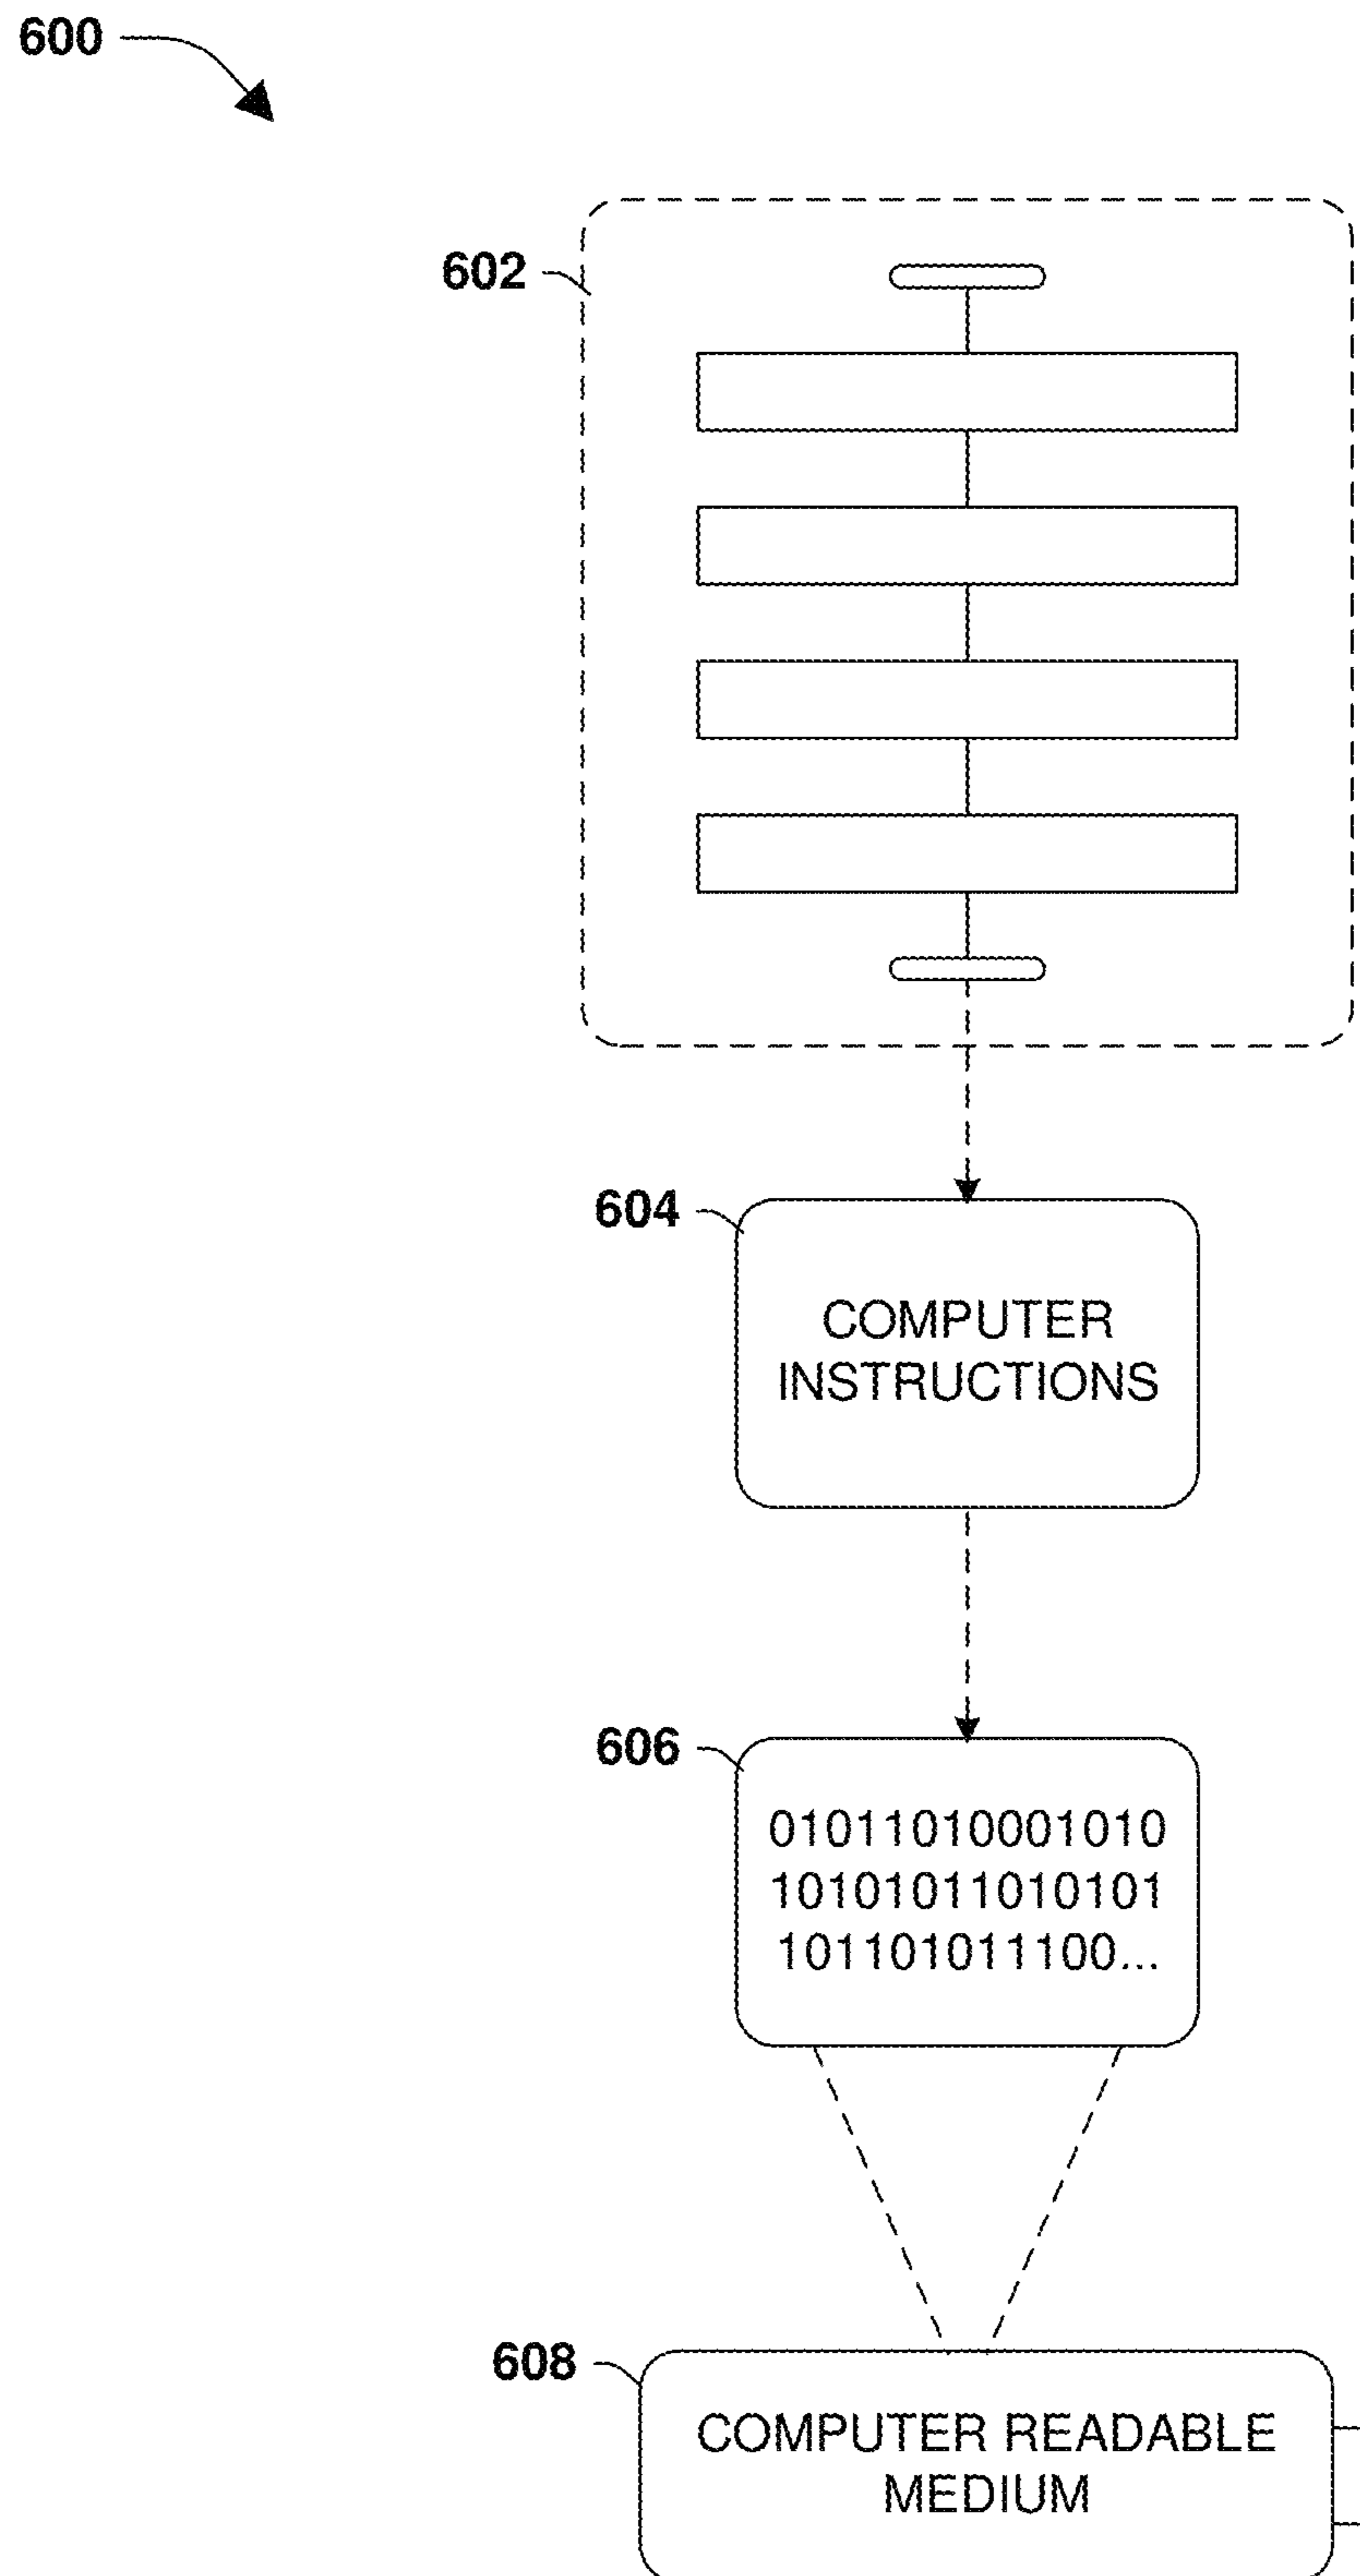 600
602
604
COMPUTER
INSTRUCTIONS
606
01011010001010
10101011010101
101101011100...
608
COMPUTER READABLE
MEDIUM